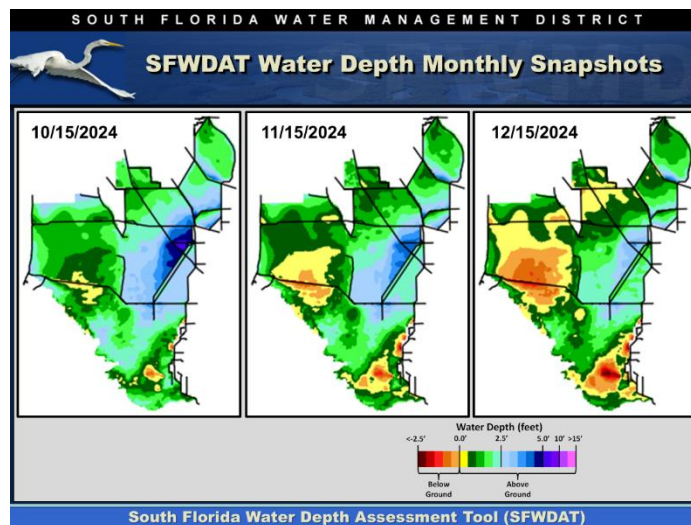 SOUTH FLORIDA WATER MANAGEMENT DISTRICT
SFWDAT Water Depth Monthly Snapshots
10/15/2024
11/15/2024
12/15/2024
Water Depth (feet)
<-2.5' 0.0' 2.5' 5.0' 10' >15'
Below Ground
Above Ground
South Florida Water Depth Assessment Tool (SFWDAT)